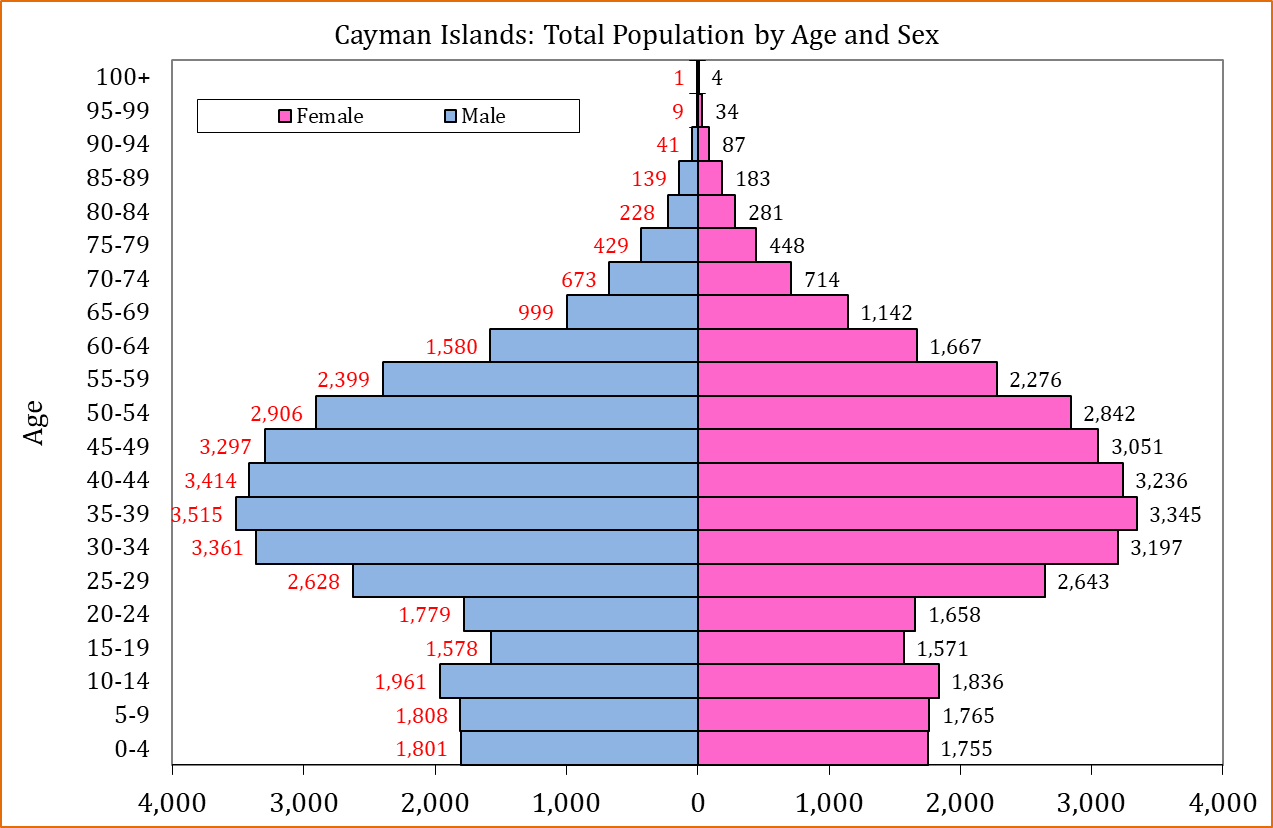 Cayman Islands: Total Population by Age and Sex
100+ 1 4
95-99 9 34
Female Male
90-94 41 87
85-89 139 183
80-84 228 281
75-79 429 448
70-74 673 714
65-69 999 1,142
60-64 1,580 1,667
55-59 2,399 2,276
50-54 2,906 2,842
Age
45-49 3,297 3,051
40-44 3,414 3,236
35-39 3,515 3,345
30-34 3,361 3,197
25-29 2,628 2,643
20-24 1,779 1,658
15-19 1,578 1,571
10-14 1,961 1,836
5-9 1,808 1,765
0-4 1,801 1,755
4,000 3,000 2,000 1,000 0 1,000 2,000 3,000 4,000